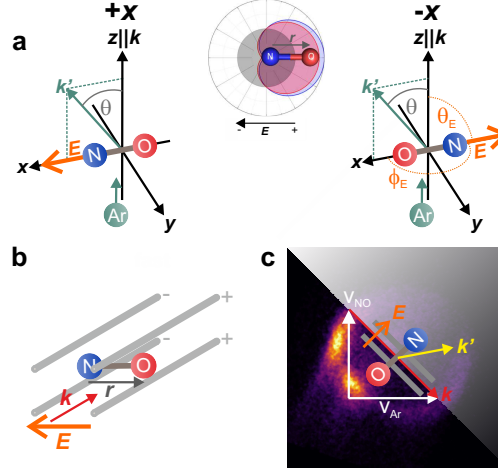 a
+x
z||k
k'
θ
E
N
O
x
y
Ar
N
O
r
- E +
-x
z||k
k'
θ
θE
O
N
E
x
ϕE
y
Ar
b
-
+
-
+
N
O
r
k
E
c
VNO
E
N
k'
O
k
VAr